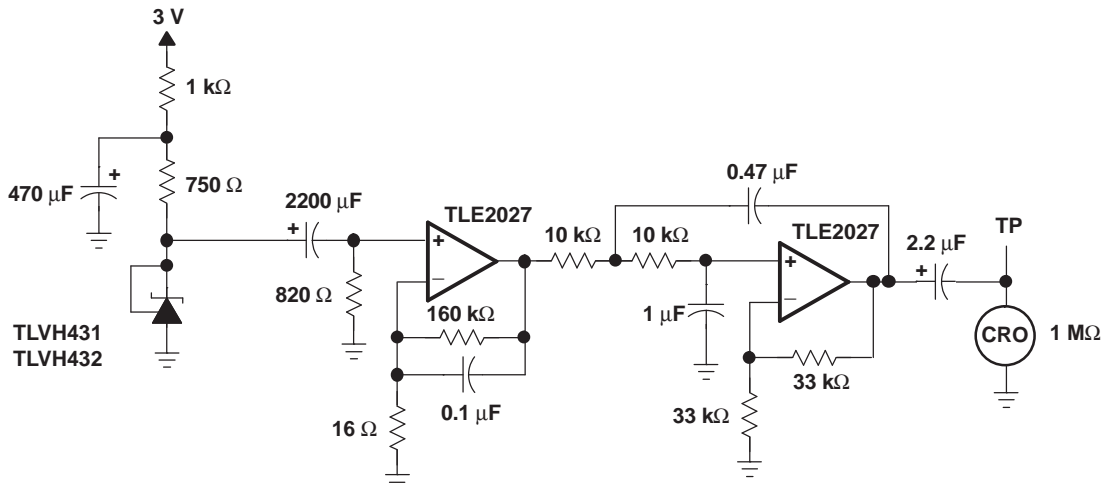 3 V
1 kΩ
470 µF
+
750 Ω
2200 µF
+
820 Ω
TLVH431
TLVH432
TLE2027
+
−
160 kΩ
0.1 µF
16 Ω
10 kΩ
10 kΩ
0.47 µF
1 µF
TLE2027
+
−
33 kΩ
33 kΩ
2.2 µF
+
TP
CRO
1 MΩ